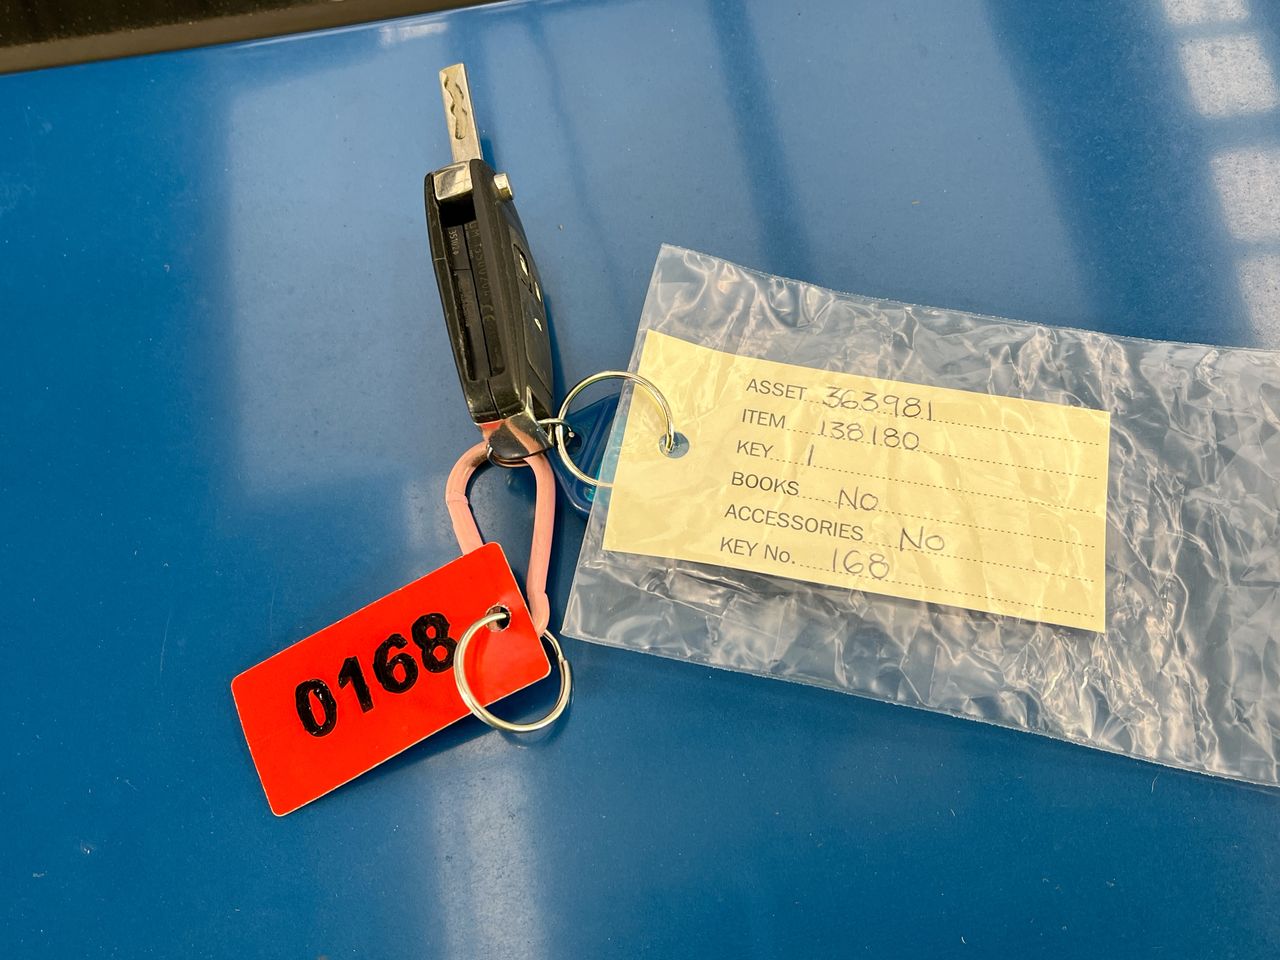 ASSET 363981
ITEM 138180
KEY 1
BOOKS NO
ACCESSORIES NO
KEY No. 168
0168